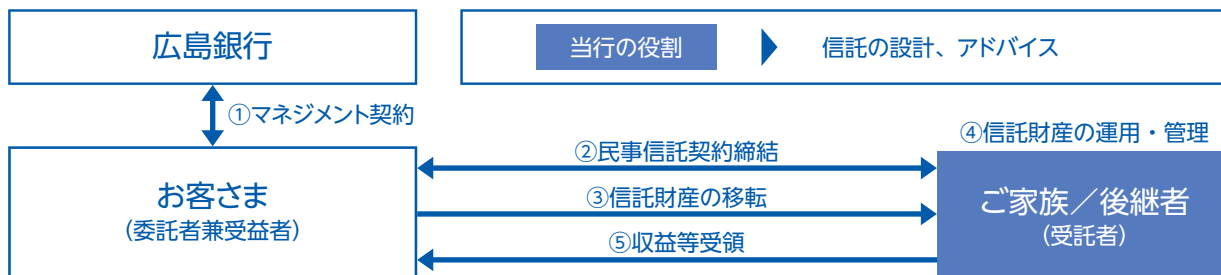 広島銀行
当行の役割
信託の設計、アドバイス
①マネジメント契約
④信託財産の運用・管理
②民事信託契約締結
お客さま
(委託者兼受益者)
③信託財産の移転
ご家族／後継者
(受託者)
⑤収益等受領